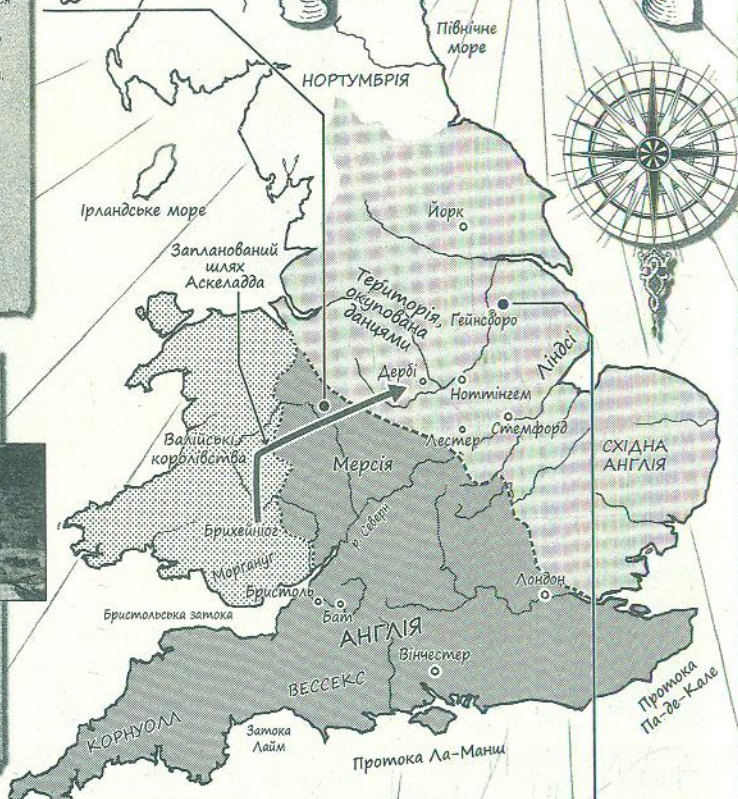 Північне
море
НОРТУМБРІЯ
Ірландське море
Йорк
Запланований
шлях
Аскеладда
Територія,
окупована
данцями
Ґейнсборо
Ліндсі
Дербі
Ноттінгем
Стемфорд
Лестер
Валійські
королівства
Мерсія
СХІДНА
АНГЛІЯ
р. Северн
Брихейніог
Моргануг
Бристоль
Лондон
Бристольська затока
Бат
АНГЛІЯ
Вінчестер
ВЕССЕКС
Протока
Па-де-Кале
КОРНУОЛЛ
Затока
Лайм
Протока Ла-Манш